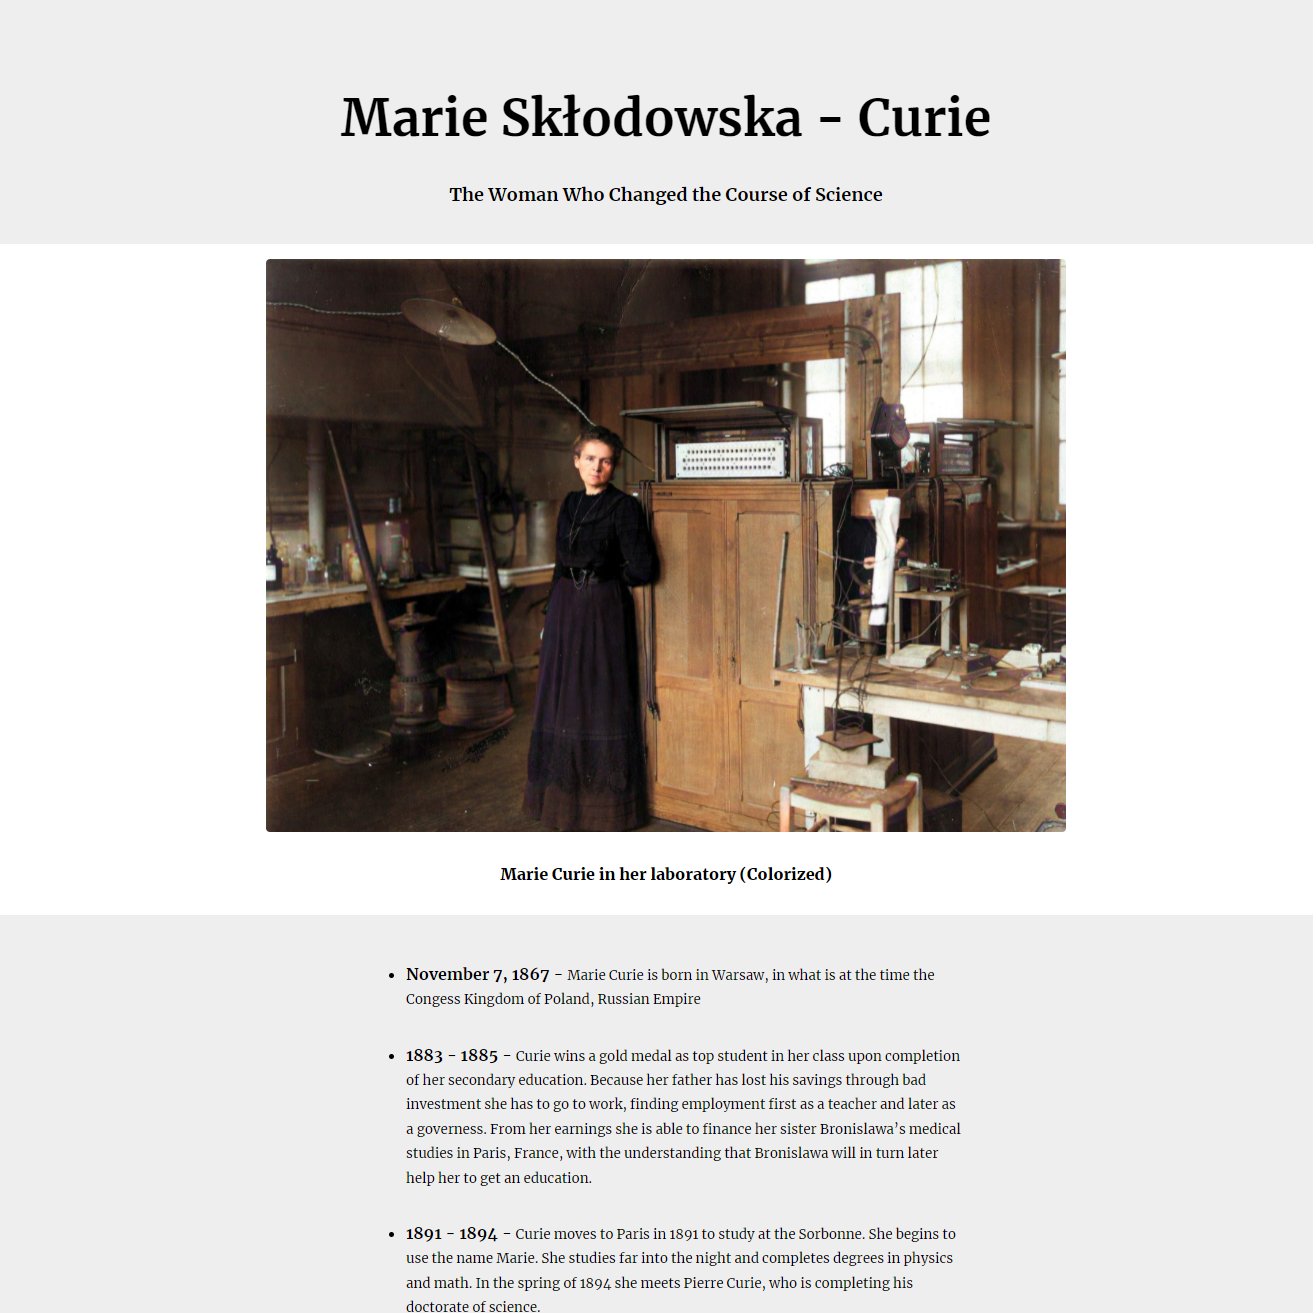 Marie Skłodowska - Curie
The Woman Who Changed the Course of Science
Marie Curie in her laboratory (Colorized)
• November 7, 1867 - Marie Curie is born in Warsaw, in what is at the time the
Congess Kingdom of Poland, Russian Empire
• 1883 - 1885 - Curie wins a gold medal as top student in her class upon completion
of her secondary education. Because her father has lost his savings through bad
investment she has to go to work, finding employment first as a teacher and later as
a governess. From her earnings she is able to finance her sister Bronislawa’s medical
studies in Paris, France, with the understanding that Bronislawa will in turn later
help her to get an education.
• 1891 - 1894 - Curie moves to Paris in 1891 to study at the Sorbonne. She begins to
use the name Marie. She studies far into the night and completes degrees in physics
and math. In the spring of 1894 she meets Pierre Curie, who is completing his
doctorate of science.